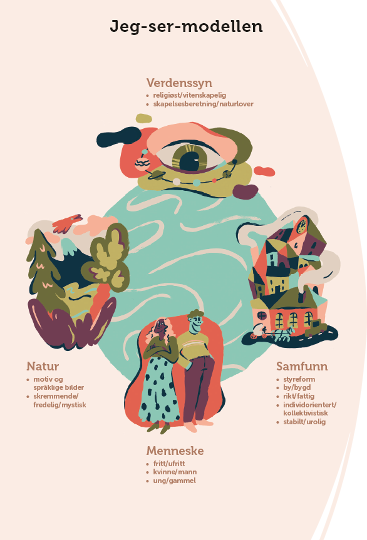 Jeg-ser-modellen
Verdenssyn
• religiøst/vitenskapelig
• skapelsesberetning/naturlover
Natur
• motiv og
språklige bilder
• skremmende/
fredelig/mystisk
Samfunn
• styreform
• by/bygd
• rik/fattig
• individorientert/
kollektivistisk
• stabilt/urolig
Menneske
• fritt/ufritt
• kvinne/mann
• ung/gammel